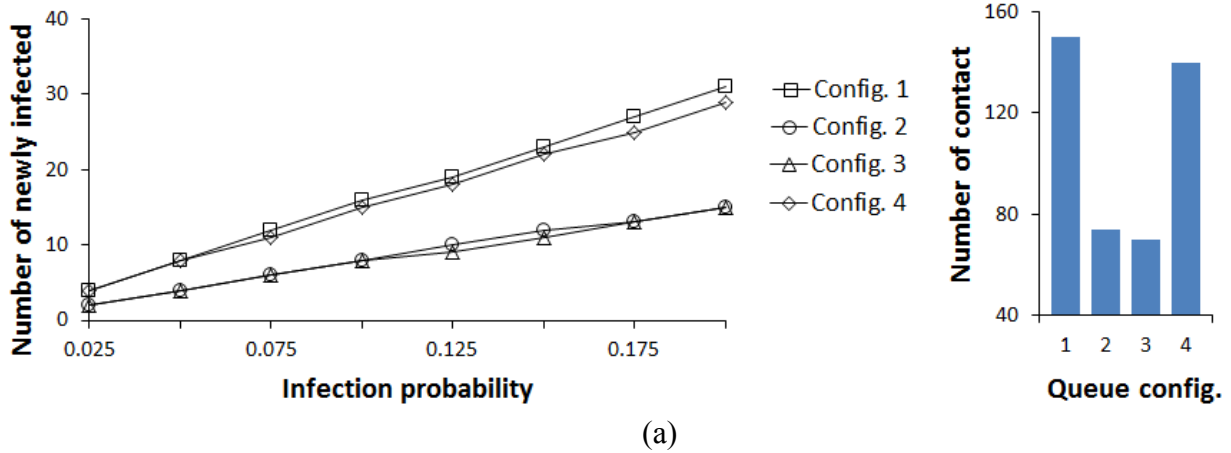 40
30
20
10
0
Number of newly infected
0.025
0.075
0.125
0.175
Infection probability
Config. 1
Config. 2
Config. 3
Config. 4
160
120
80
40
Number of contact
1 2 3 4
Queue config.
(a)